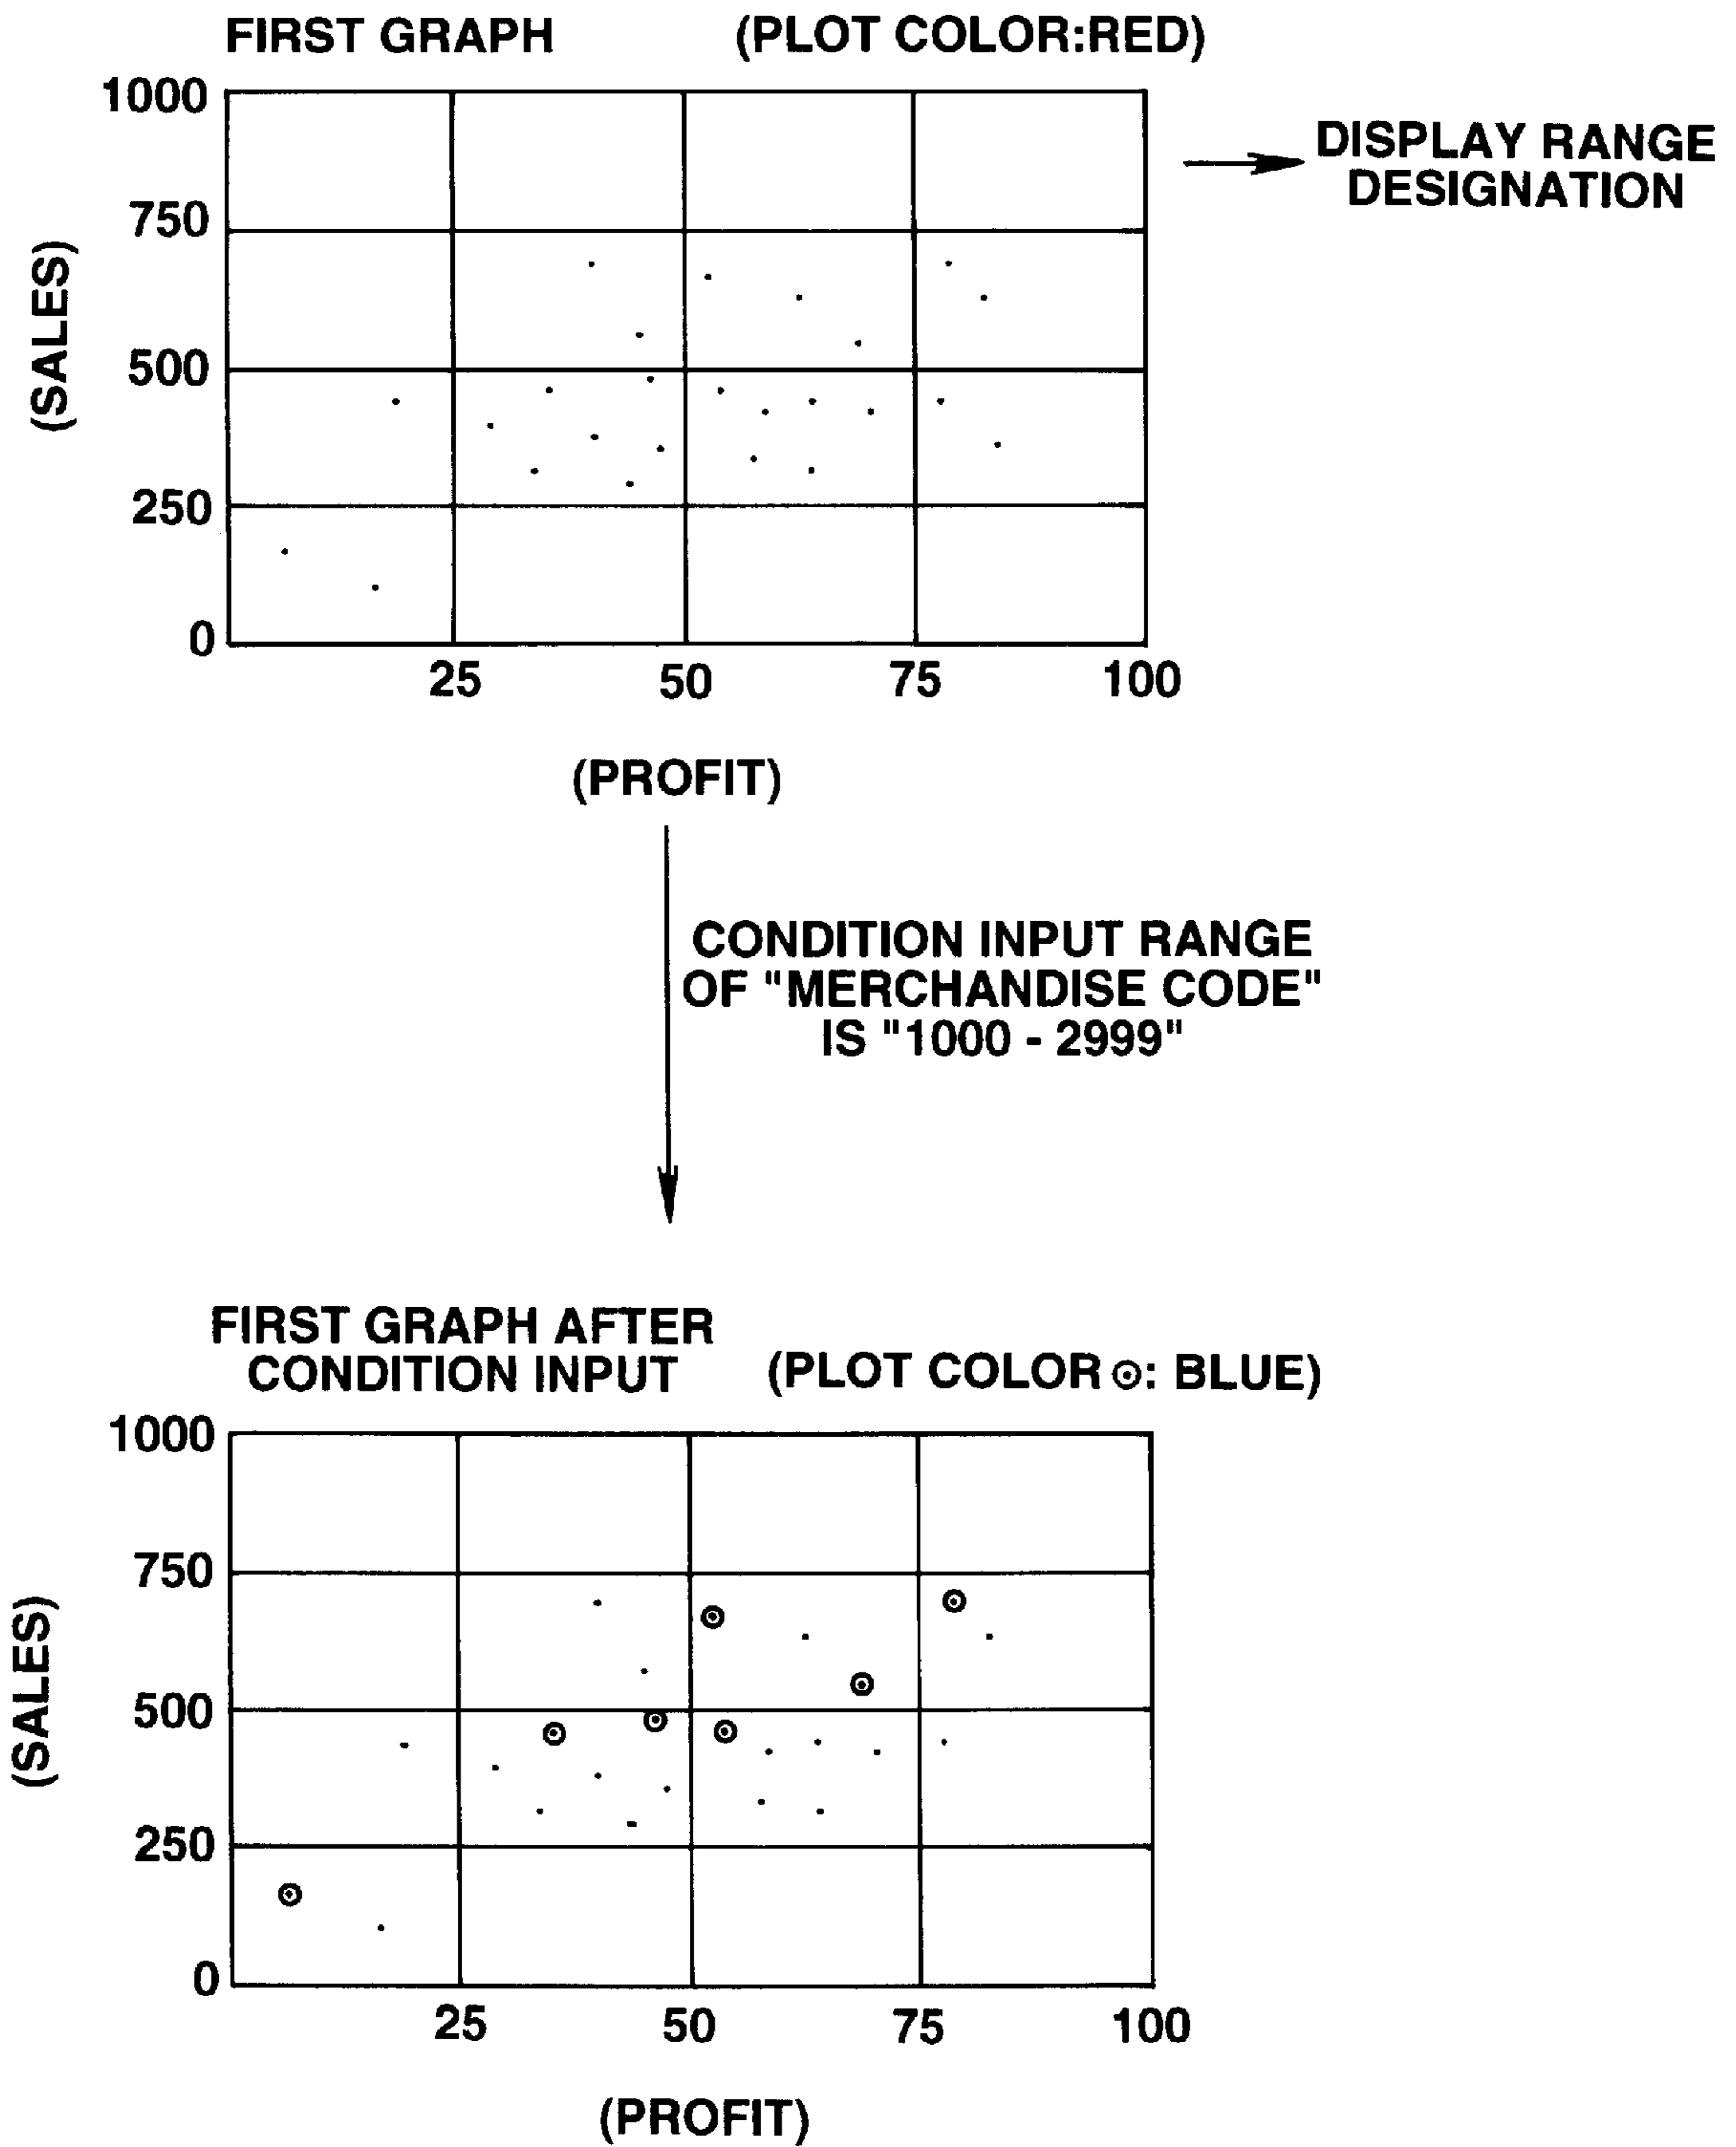 FIRST GRAPH (PLOT COLOR:RED)
1000
DISPLAY RANGE
DESIGNATION
750
(SALES)
500
250
0
25 50 75 100
(PROFIT)
CONDITION INPUT RANGE
OF "MERCHANDISE CODE"
IS "1000 - 2999"
FIRST GRAPH AFTER
CONDITION INPUT (PLOT COLOR ⊙: BLUE)
1000
750
(SALES)
500
250
0
25 50 75 100
(PROFIT)